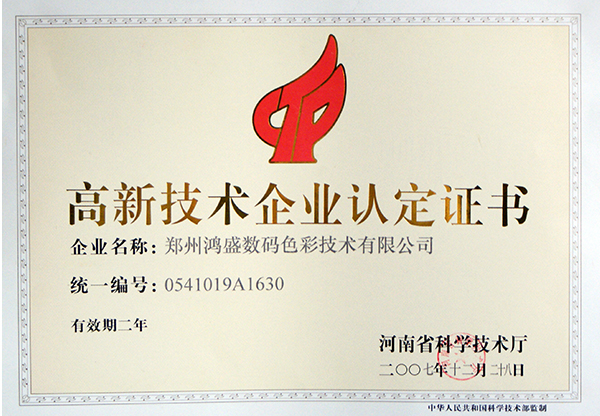 高新技术企业认定证书
企业名称：郑州鸿盛数码色彩技术有限公司
统一编号：0541019A1630
有效期二年
河南省科学技术厅
二〇〇七年十二月二十八日
中华人民共和国科学技术部监制